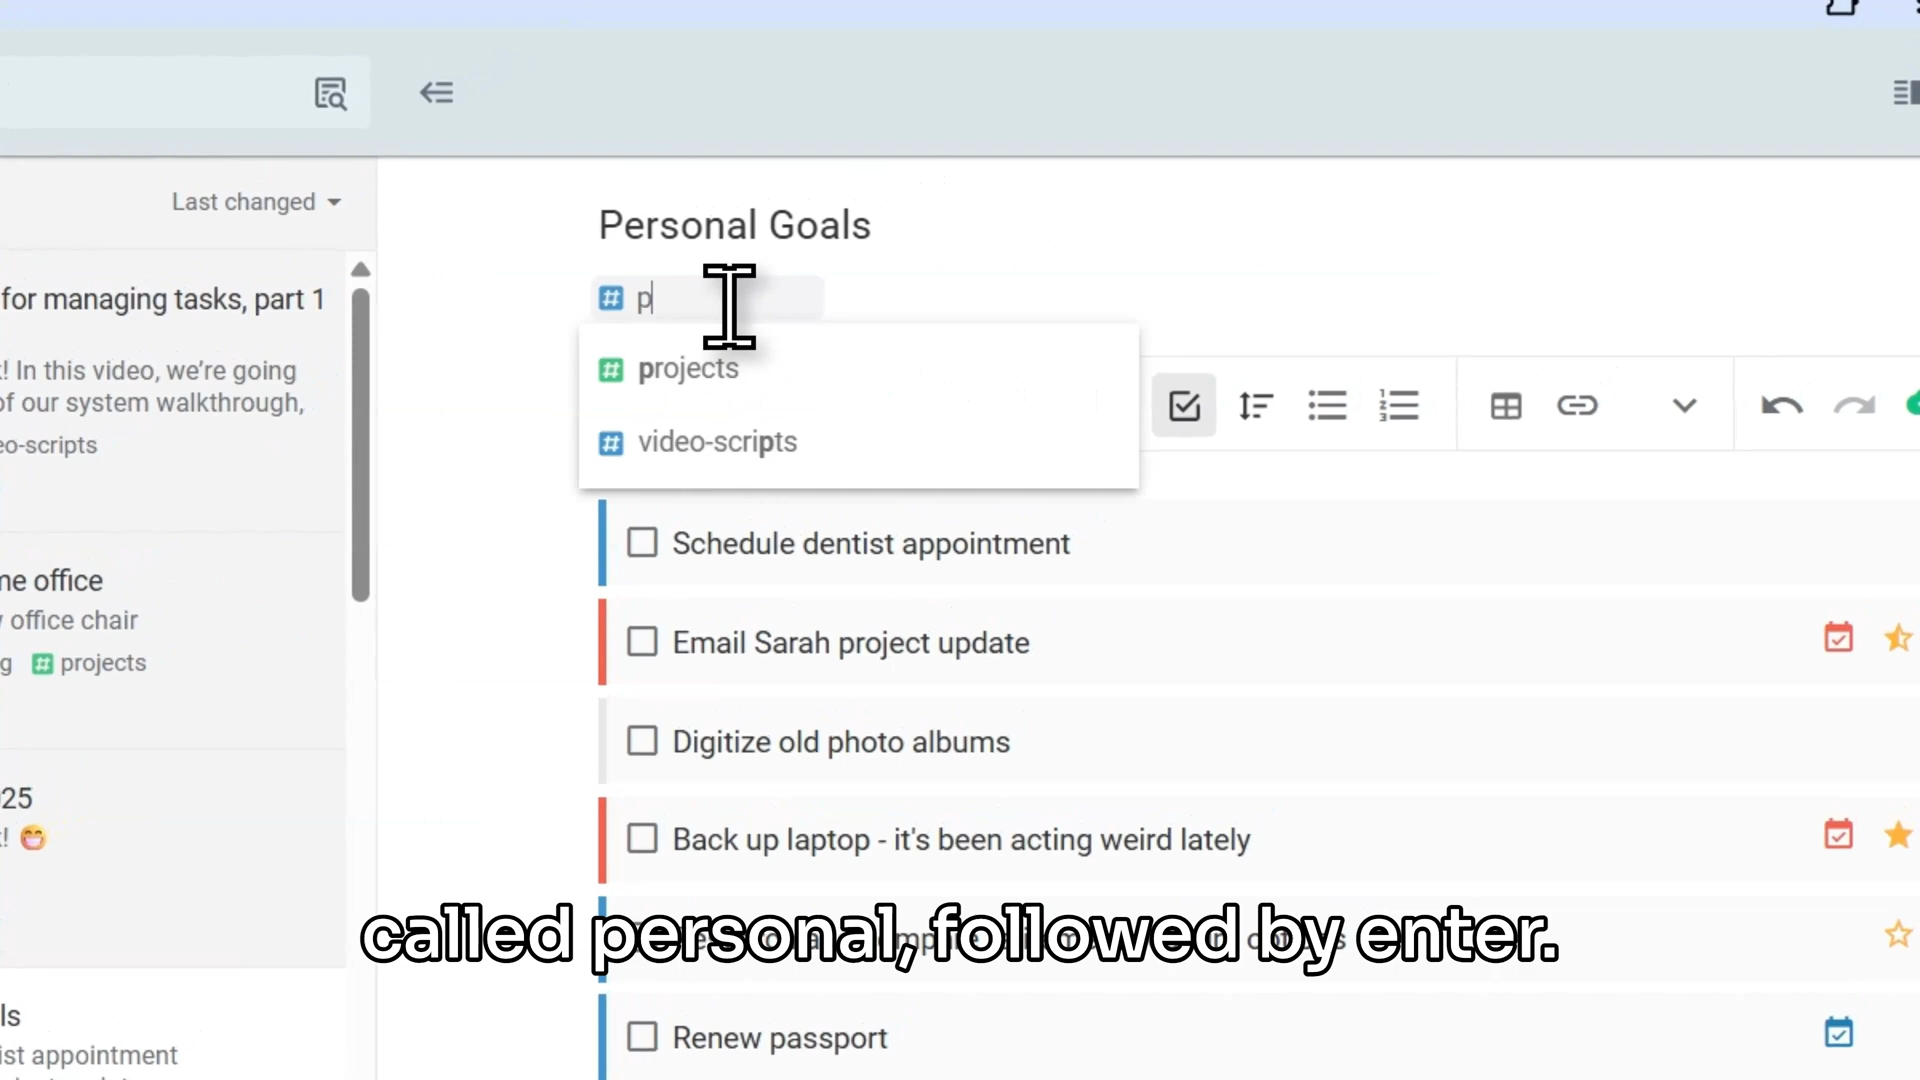 Last changed
for managing tasks, part 1
! In this video, we're going
of our system walkthrough,
eo-scripts
me office
office chair
g # projects
025
!
ls
ist appointment
Personal Goals
# p
# projects
# video-scripts
Schedule dentist appointment
Email Sarah project update
Digitize old photo albums
Back up laptop - it's been acting weird lately
called personal, followed by enter.
Renew passport